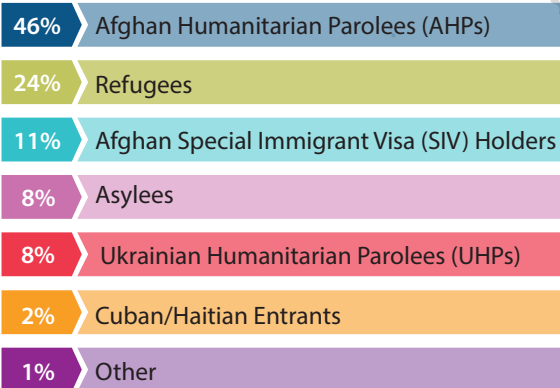 46% Afghan Humanitarian Parolees (AHPs)
24% Refugees
11% Afghan Special Immigrant Visa (SIV) Holders
8% Asylees
8% Ukrainian Humanitarian Parolees (UHPs)
2% Cuban/Haitian Entrants
1% Other